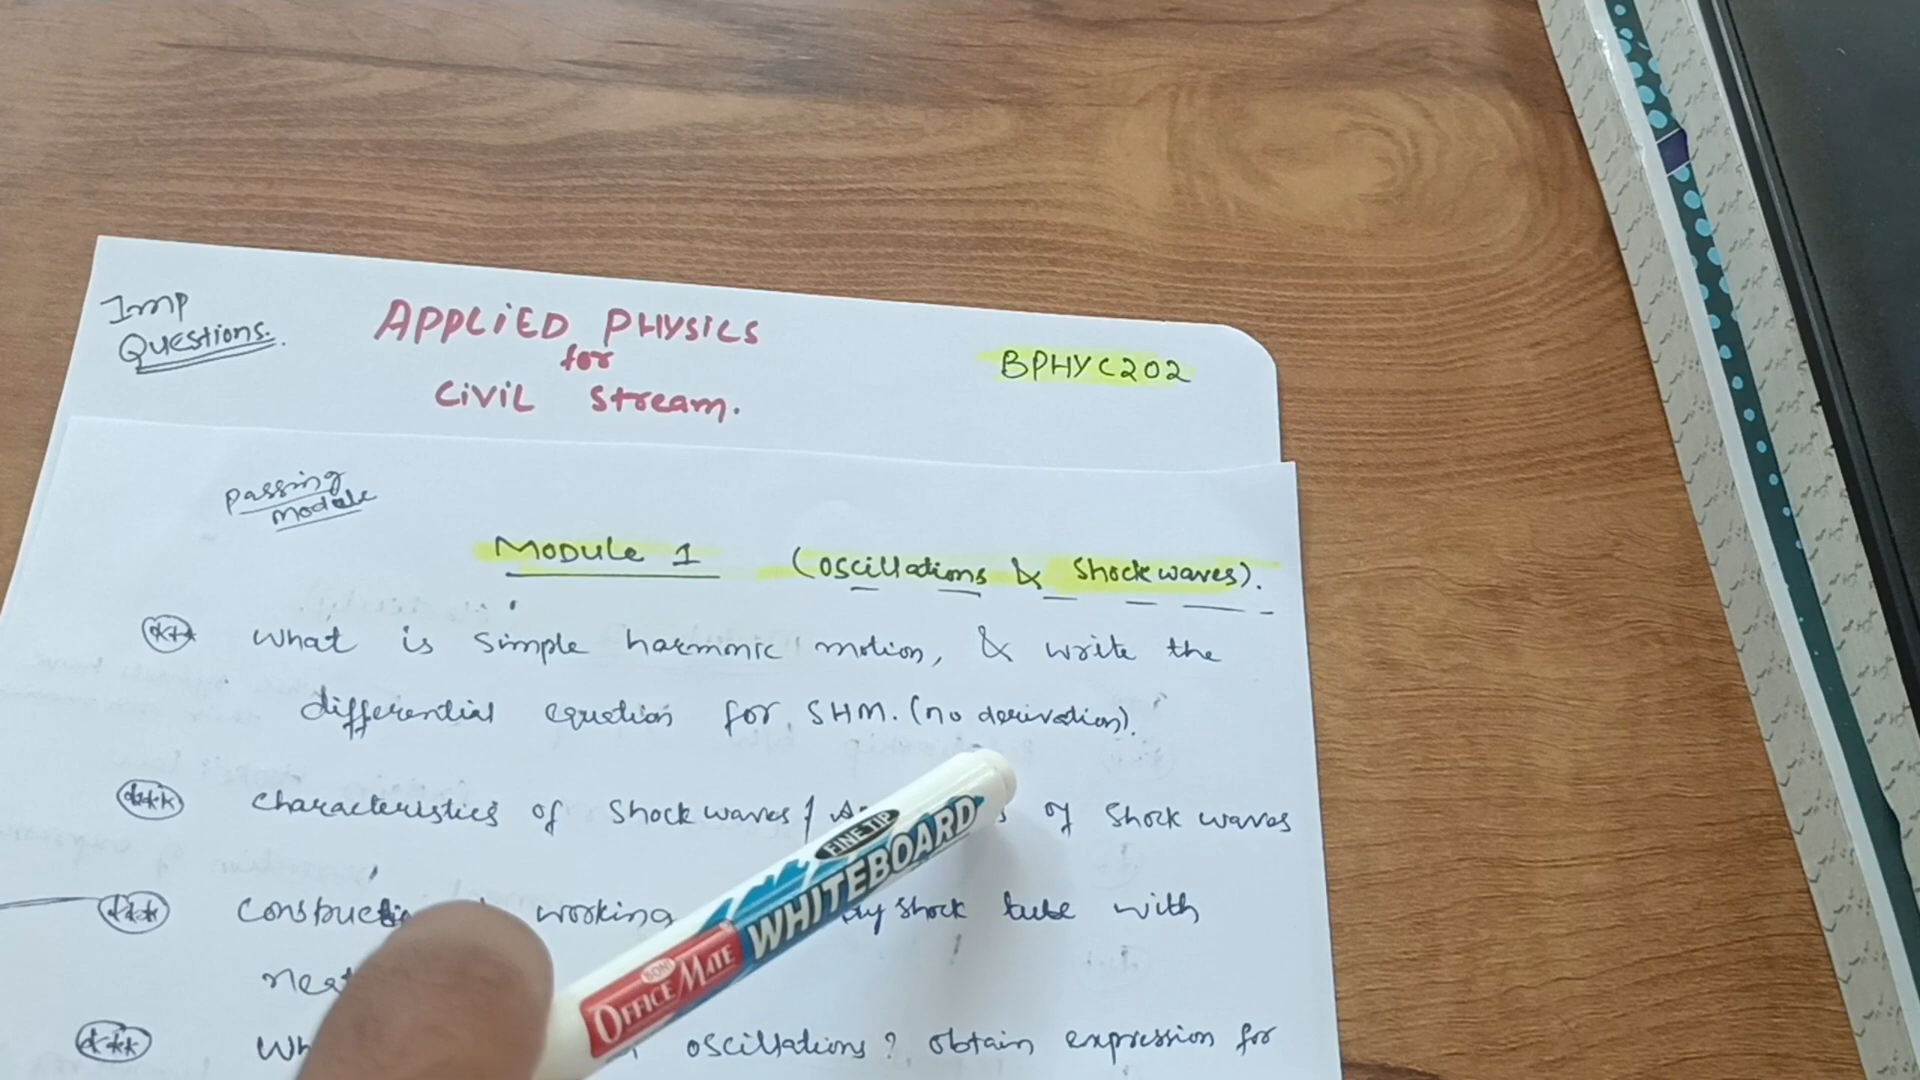 Imp
Questions.
APPLiED PHYSiCS
for
CiViL Stream.
BPHYC202
passing
module
Module 1 (oscillations & Shock waves).
*** what is simple harmonic motion, & write the
differential equation for SHM. (no derivation).
*** characteristics of Shock waves / of Shock waves
*** working shock tube with
*** oscillations? obtain expression for
FINE TIP
WHITEBOARD
BONI
OFFICEMATE